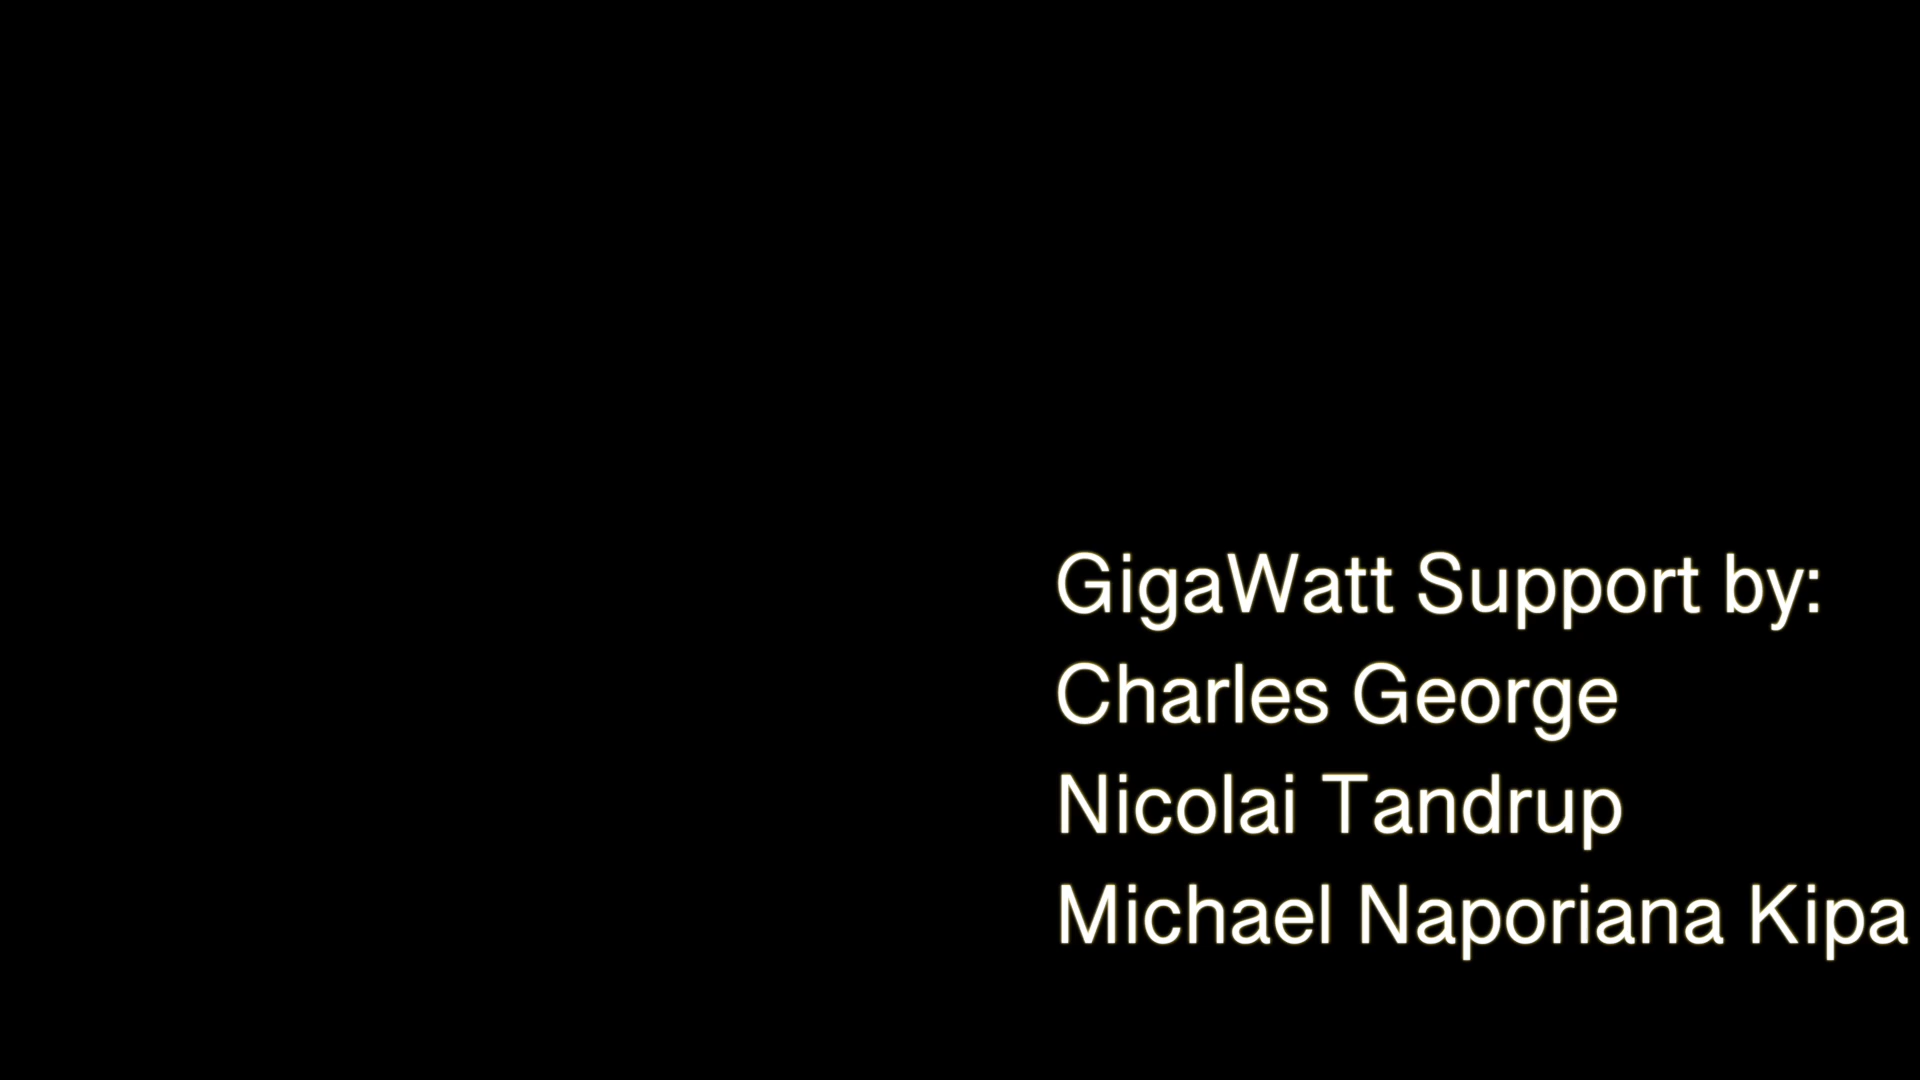 GigaWatt Support by:
Charles George
Nicolai Tandrup
Michael Naporiana Kipa